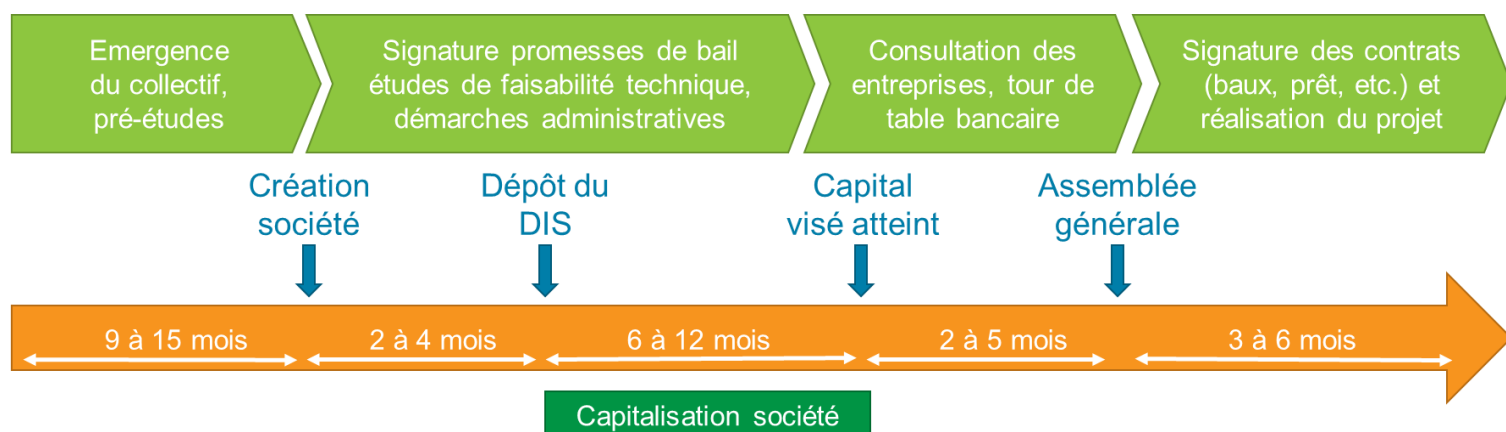 Emergence
du collectif,
pré-études
Signature promesses de bail
études de faisabilité technique,
démarches administratives
Consultation des
entreprises, tour de
table bancaire
Signature des contrats
(baux, prêt, etc.) et
réalisation du projet
Création
société
Dépôt du
DIS
Capital
visé atteint
Assemblée
générale
9 à 15 mois
2 à 4 mois
6 à 12 mois
2 à 5 mois
3 à 6 mois
Capitalisation société